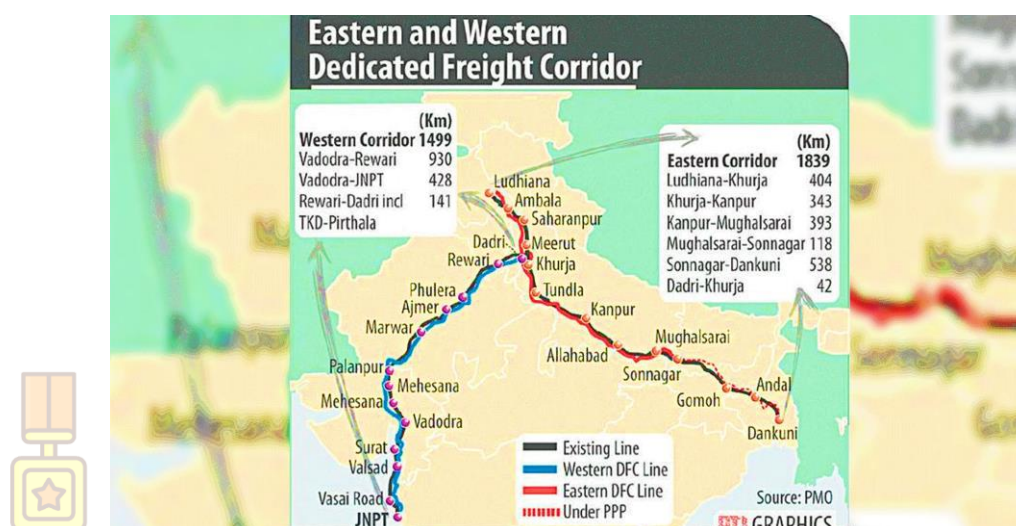 Eastern and Western
Dedicated Freight Corridor
(Km)
Western Corridor 1499
Vadodra-Rewari 930
Vadodra-JNPT 428
Rewari-Dadri incl 141
TKD-Pirthala
(Km)
Eastern Corridor 1839
Ludhiana-Khurja 404
Khurja-Kanpur 343
Kanpur-Mughalsarai 393
Mughalsarai-Sonnagar 118
Sonnagar-Dankuni 538
Dadri-Khurja 42
Ludhiana
Ambala
Saharanpur
Dadri
Meerut
Rewari
Khurja
Phulera
Tundla
Ajmer
Kanpur
Marwar
Mughalsarai
Allahabad
Palanpur
Sonnagar
Mehesana
Andal
Mehesana
Gomoh
Vadodra
Dankuni
Surat
Valsad
Vasai Road
JNPT
Existing Line
Western DFC Line
Eastern DFC Line
Under PPP
Source: PMO
GRAPHICS